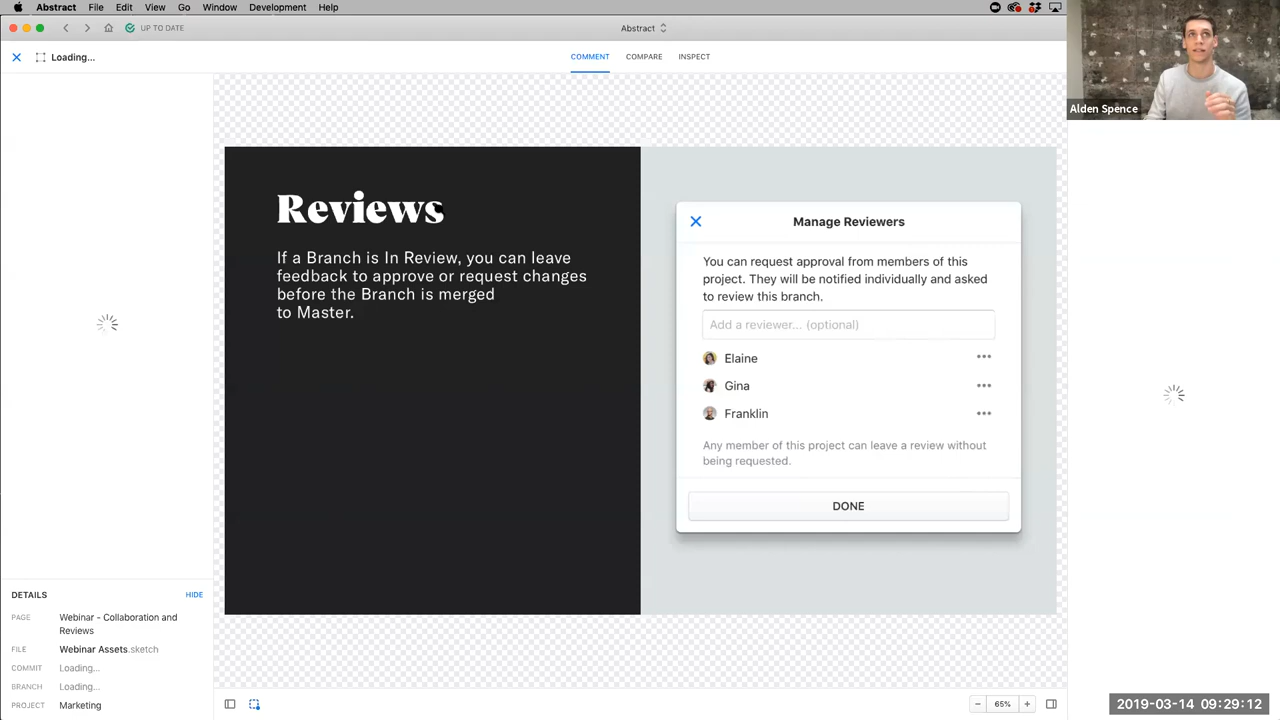 Abstract File Edit View Go Window Development Help
UP TO DATE
Abstract
Loading...
COMMENT COMPARE INSPECT
Alden Spence
Reviews
If a Branch is In Review, you can leave
feedback to approve or request changes
before the Branch is merged
to Master.
Manage Reviewers
You can request approval from members of this
project. They will be notified individually and asked
to review this branch.
Add a reviewer... (optional)
Elaine
Gina
Franklin
Any member of this project can leave a review without
being requested.
DONE
DETAILS HIDE
PAGE Webinar - Collaboration and
Reviews
FILE Webinar Assets.sketch
COMMIT Loading...
BRANCH Loading...
PROJECT Marketing
65%
2019-03-14 09:29:12